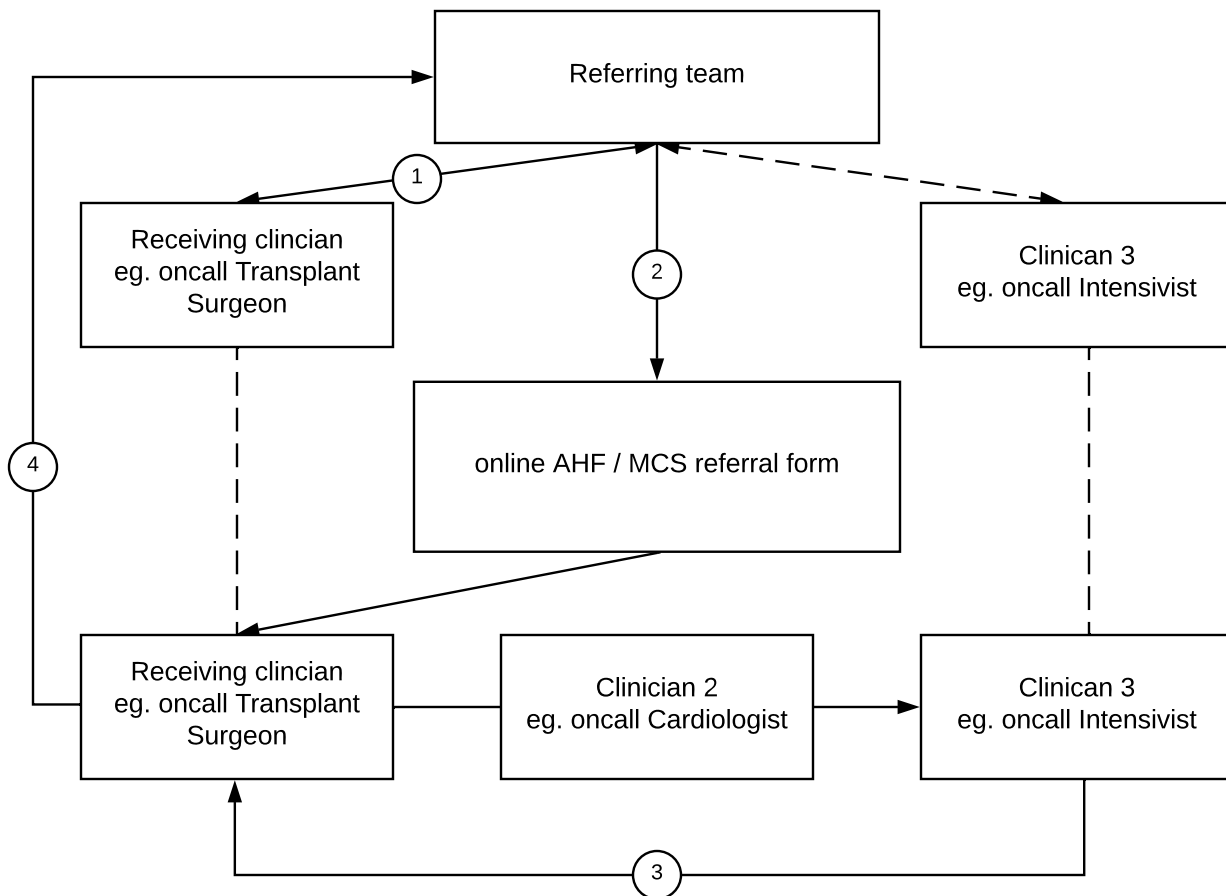 Referring team
1
Receiving clincian
eg. oncall Transplant
Surgeon
2
Clinican 3
eg. oncall Intensivist
online AHF / MCS referral form
4
Receiving clincian
eg. oncall Transplant
Surgeon
Clinician 2
eg. oncall Cardiologist
Clinican 3
eg. oncall Intensivist
3